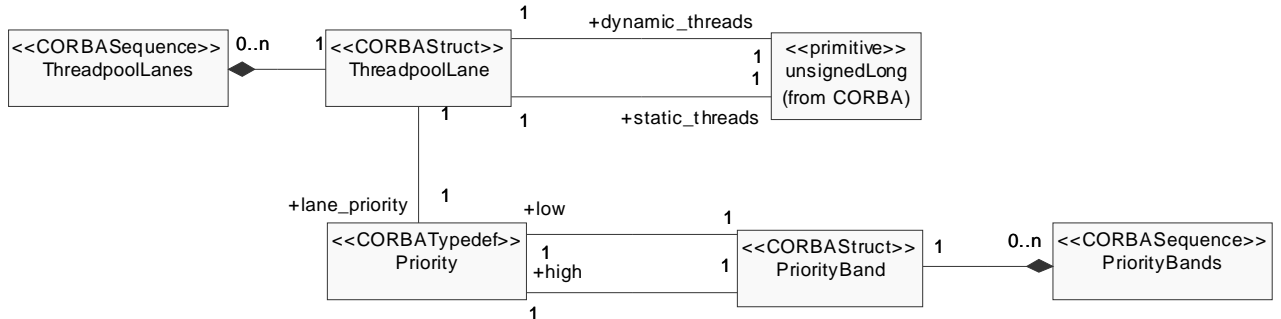 <<CORBASequence>>
ThreadpoolLanes
0..n
1
<<CORBAStruct>>
ThreadpoolLane
1
+dynamic_threads
1
1
+static_threads
1
<<primitive>>
unsignedLong
(from CORBA)
1
+lane_priority
1
<<CORBATypedef>>
Priority
+low
1
1
+high
1
1
<<CORBAStruct>>
PriorityBand
1
0..n
<<CORBASequence>>
PriorityBands